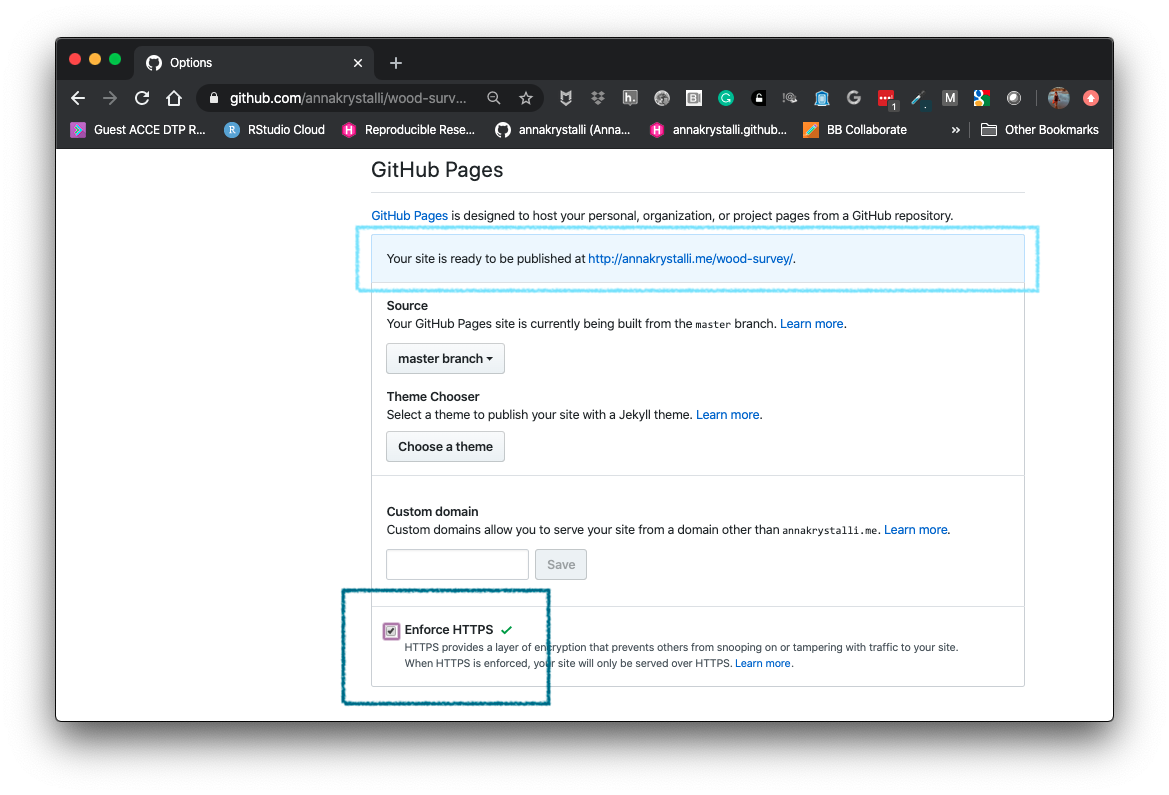 Options
github.com/annakrystalli/wood-surv...
Guest ACCE DTP R...
RStudio Cloud
Reproducible Rese...
annakrystalli (Anna...
annakrystalli.github...
BB Collaborate
»
Other Bookmarks
GitHub Pages
GitHub Pages is designed to host your personal, organization, or project pages from a GitHub repository.
Your site is ready to be published at http://annakrystalli.me/wood-survey/.
Source
Your GitHub Pages site is currently being built from the master branch. Learn more.
master branch
Theme Chooser
Select a theme to publish your site with a Jekyll theme. Learn more.
Choose a theme
Custom domain
Custom domains allow you to serve your site from a domain other than annakrystalli.me. Learn more.
Save
Enforce HTTPS
HTTPS provides a layer of encryption that prevents others from snooping on or tampering with traffic to your site.
When HTTPS is enforced, your site will only be served over HTTPS. Learn more.